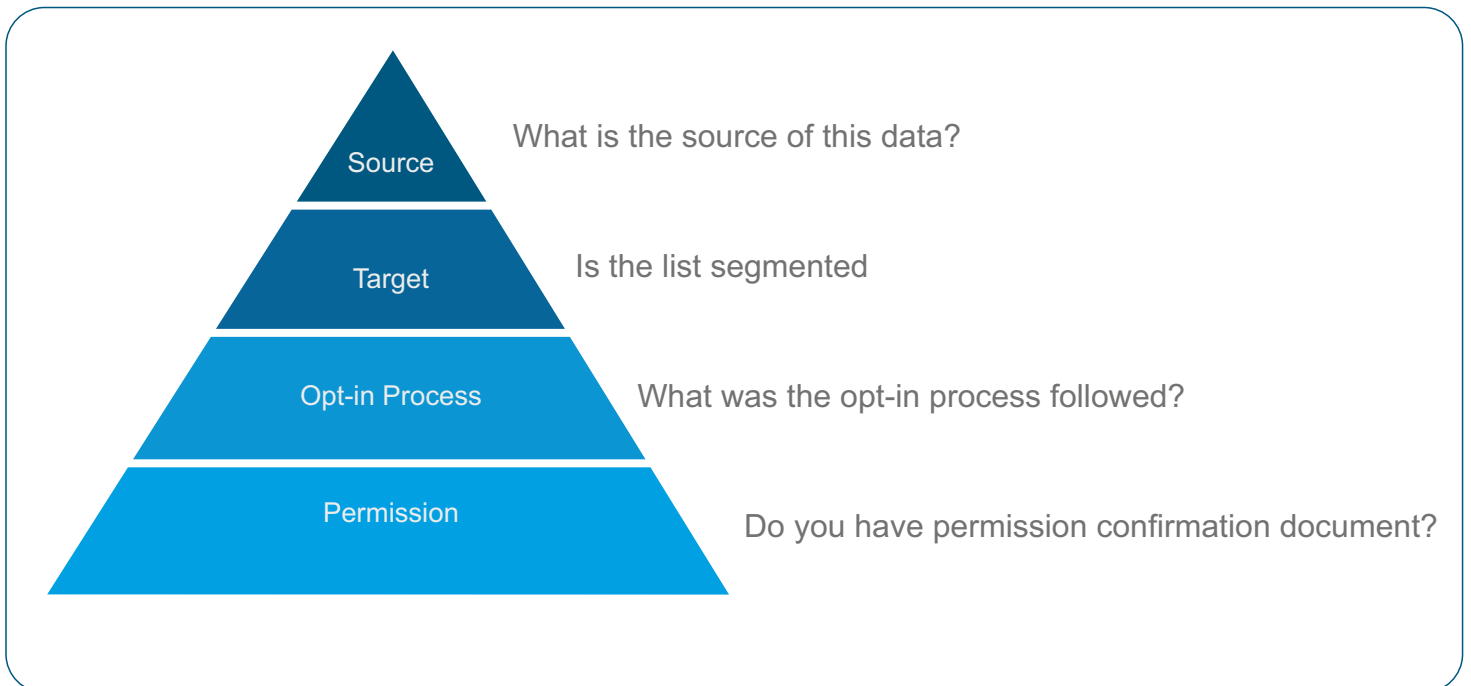 Source
What is the source of this data?
Target
Is the list segmented
Opt-in Process
What was the opt-in process followed?
Permission
Do you have permission confirmation document?